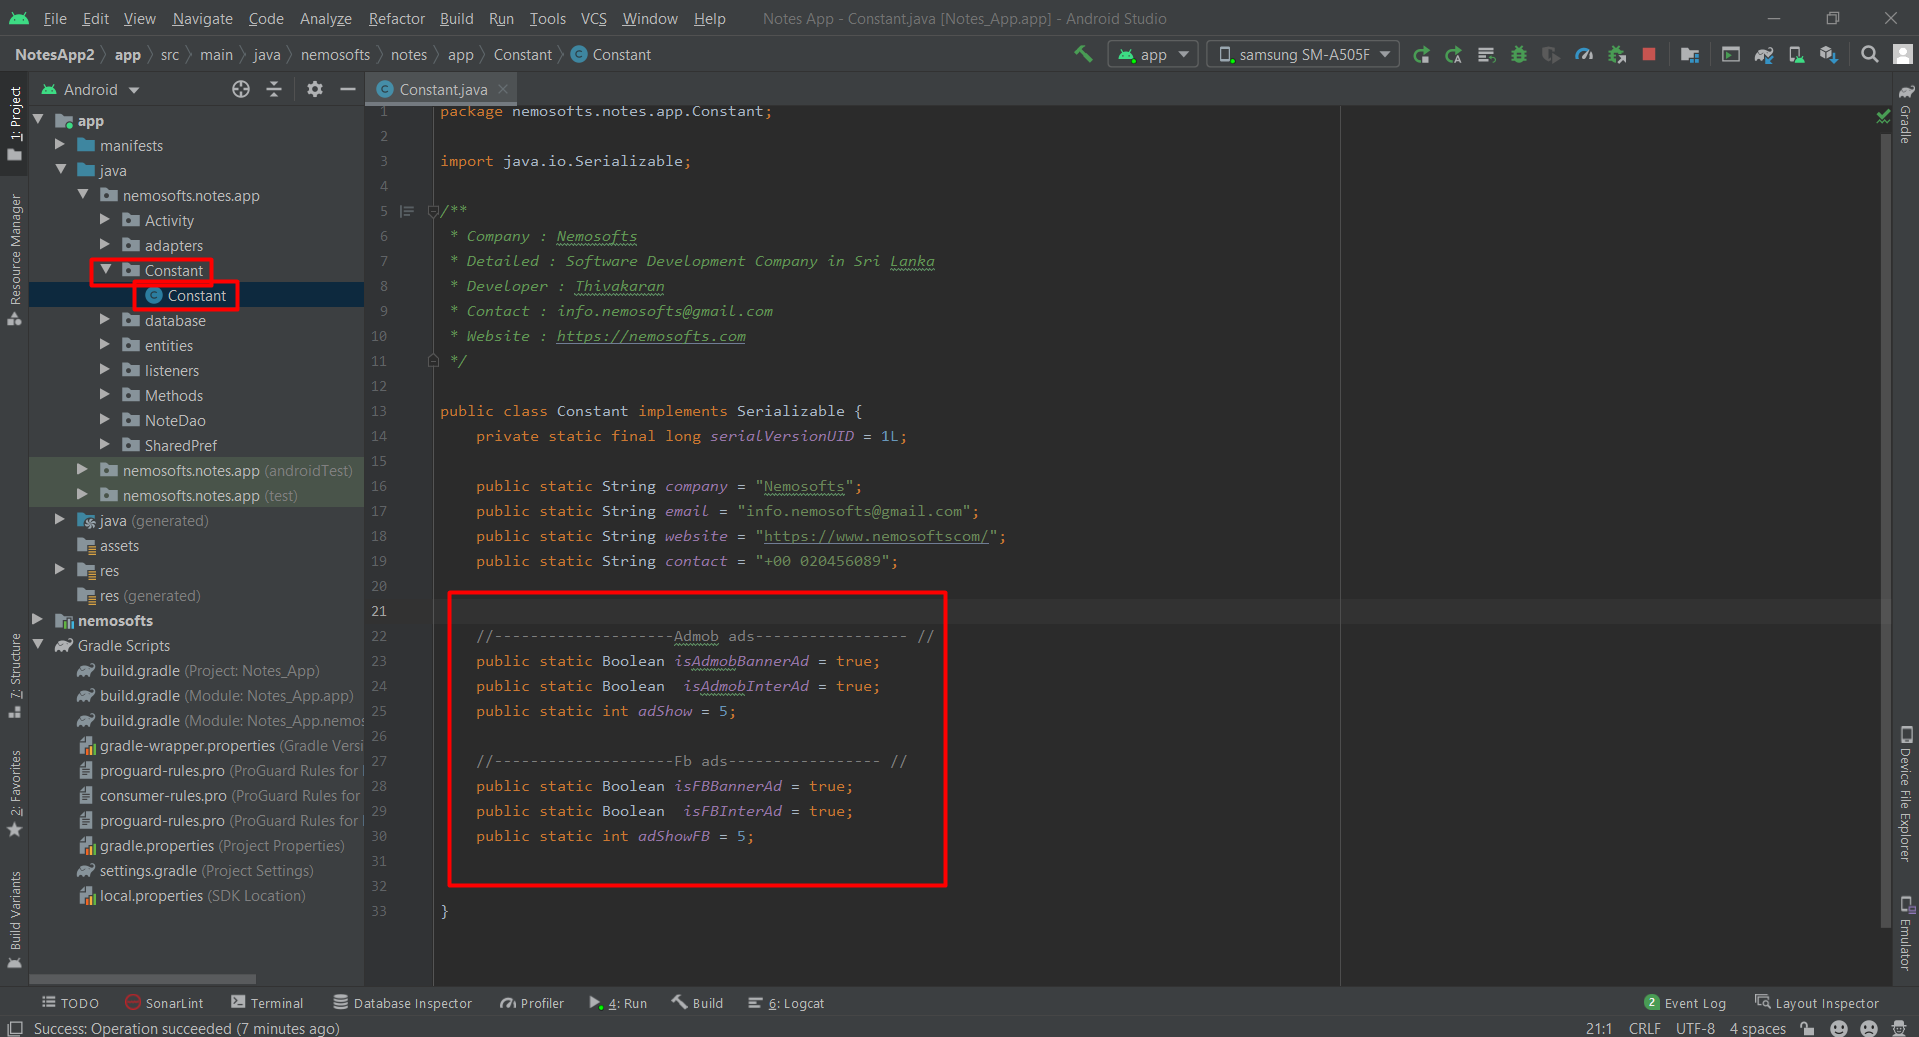 File Edit View Navigate Code Analyze Refactor Build Run Tools VCS Window Help Notes App - Constant.java [Notes_App.app] - Android Studio
NotesApp2 app src main java nemosofts notes app Constant Constant app samsung SM-A505F
1: Project
Resource Manager
7: Structure
2: Favorites
Build Variants
Android
app
manifests
java
nemosofts.notes.app
Activity
adapters
Constant
Constant
database
entities
listeners
Methods
NoteDao
SharedPref
nemosofts.notes.app (androidTest)
nemosofts.notes.app (test)
java (generated)
assets
res
res (generated)
nemosofts
Gradle Scripts
build.gradle (Project: Notes_App)
build.gradle (Module: Notes_App.app)
build.gradle (Module: Notes_App.nemos
gradle-wrapper.properties (Gradle Versi
proguard-rules.pro (ProGuard Rules for
consumer-rules.pro (ProGuard Rules for
proguard-rules.pro (ProGuard Rules for
gradle.properties (Project Properties)
settings.gradle (Project Settings)
local.properties (SDK Location)
Constant.java
1 package nemosofts.notes.app.Constant;
2
3 import java.io.Serializable;
4
5 /**
6 * Company : Nemosofts
7 * Detailed : Software Development Company in Sri Lanka
8 * Developer : Thivakaran
9 * Contact : info.nemosofts@gmail.com
10 * Website : https://nemosofts.com
11 */
12
13 public class Constant implements Serializable {
14 private static final long serialVersionUID = 1L;
15
16 public static String company = "Nemosofts";
17 public static String email = "info.nemosofts@gmail.com";
18 public static String website = "https://www.nemosoftscom/";
19 public static String contact = "+00 020456089";
20
21
22 //--------------------Admob ads----------------- //
23 public static Boolean isAdmobBannerAd = true;
24 public static Boolean isAdmobInterAd = true;
25 public static int adShow = 5;
26
27 //--------------------Fb ads----------------- //
28 public static Boolean isFBBannerAd = true;
29 public static Boolean isFBInterAd = true;
30 public static int adShowFB = 5;
31
32
33 }
Gradle
Device File Explorer
Emulator
TODO SonarLint Terminal Database Inspector Profiler 4: Run Build 6: Logcat 2 Event Log Layout Inspector
Success: Operation succeeded (7 minutes ago) 21:1 CRLF UTF-8 4 spaces